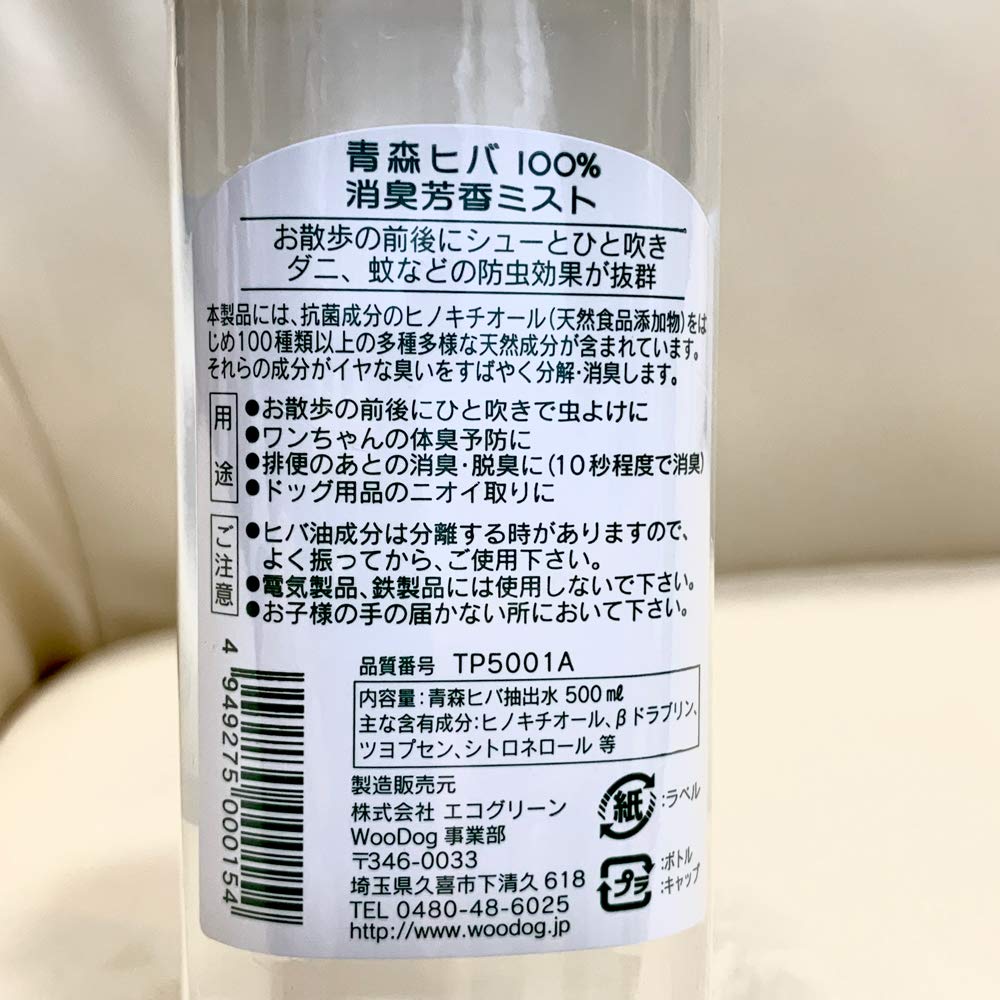 青森ヒバ 100%
消臭芳香ミスト
お散歩の前後にシューとひと吹き
ダニ、蚊などの防虫効果が抜群
本製品には、抗菌成分のヒノキチオール(天然食品添加物)をは
じめ100種類以上の多種多様な天然成分が含まれています。
それらの成分がイヤな臭いをすばやく分解・消臭します。
用途
●お散歩の前後にひと吹きで虫よけに
●ワンちゃんの体臭予防に
●排便のあとの消臭・脱臭に(10秒程度で消臭)
●ドッグ用品のニオイ取りに
ご注意
●ヒバ油成分は分離する時がありますので、
よく振ってから、ご使用下さい。
●電気製品、鉄製品には使用しないで下さい。
●お子様の手の届かない所において下さい。
品質番号 TP5001A
内容量:青森ヒバ抽出水 500㎖
主な含有成分:ヒノキチオール、βドラブリン、
ツヨプセン、シトロネロール 等
製造販売元
株式会社 エコグリーン
WooDog 事業部
〒346-0033
埼玉県久喜市下清久618
TEL 0480-48-6025
http://www.woodog.jp
紙 :ラベル
プラ :ボトル
:キャップ
4 949275 000154